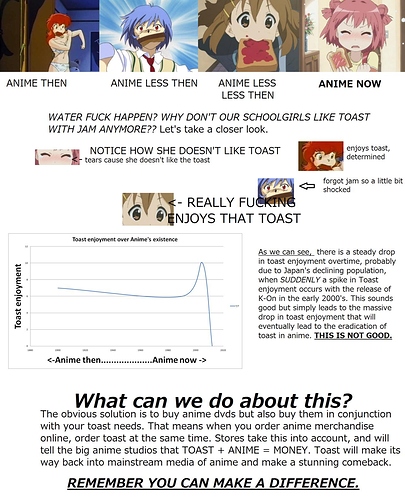 ANIME THEN
ANIME LESS THEN
ANIME LESS
LESS THEN
ANIME NOW
WATER FUCK HAPPEN? WHY DON'T OUR SCHOOLGIRLS LIKE TOAST
WITH JAM ANYMORE?? Let's take a closer look.
NOTICE HOW SHE DOESN'T LIKE TOAST
<- tears cause she doesn't like the toast
enjoys toast,
determined
forgot jam so a little bit
shocked
<- REALLY FUCKING
ENJOYS THAT TOAST
Toast enjoyment over Anime's existence
Toast enjoyment
<-Anime then.....................Anime now ->
As we can see, there is a steady drop
in toast enjoyment overtime, probably
due to Japan's declining population,
when SUDDENLY a spike in Toast
enjoyment occurs with the release of
K-On in the early 2000's. This sounds
good but simply leads to the massive
drop in toast enjoyment that will
eventually lead to the eradication of
toast in anime. THIS IS NOT GOOD.
What can we do about this?
The obvious solution is to buy anime dvds but also buy them in conjunction
with your toast needs. That means when you order anime merchandise
online, order toast at the same time. Stores take this into account, and will
tell the big anime studios that TOAST + ANIME = MONEY. Toast will make its
way back into mainstream media of anime and make a stunning comeback.
REMEMBER YOU CAN MAKE A DIFFERENCE.